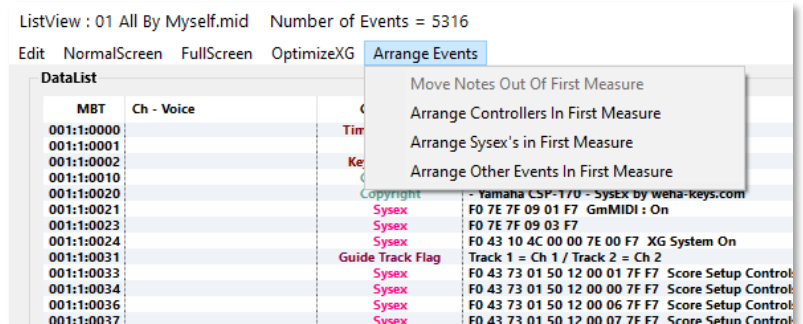 ListView : 01 All By Myself.mid Number of Events = 5316
Edit NormalScreen FullScreen OptimizeXG Arrange Events
Move Notes Out Of First Measure
Arrange Controllers In First Measure
Arrange Sysex's in First Measure
Arrange Other Events In First Measure
DataList
MBT Ch - Voice
001:1:0000
001:1:0001
001:1:0002
001:1:0010
001:1:0020 Copyright - Yamaha CSP-170 - SysEx by weha-keys.com
001:1:0021 Sysex F0 7E 7F 09 01 F7 GmMIDI : On
001:1:0023 Sysex F0 7E 7F 09 03 F7
001:1:0024 Sysex F0 43 10 4C 00 00 7E 00 F7 XG System On
001:1:0031 Guide Track Flag Track 1 = Ch 1 / Track 2 = Ch 2
001:1:0033 Sysex F0 43 73 01 50 12 00 01 7F F7 Score Setup Control
001:1:0034 Sysex F0 43 73 01 50 12 00 00 7F F7 Score Setup Control
001:1:0036 Sysex F0 43 73 01 50 12 00 06 7F F7 Score Setup Control
001:1:0037 Sysex F0 43 73 01 50 12 00 07 7F F7 Score Setup Control